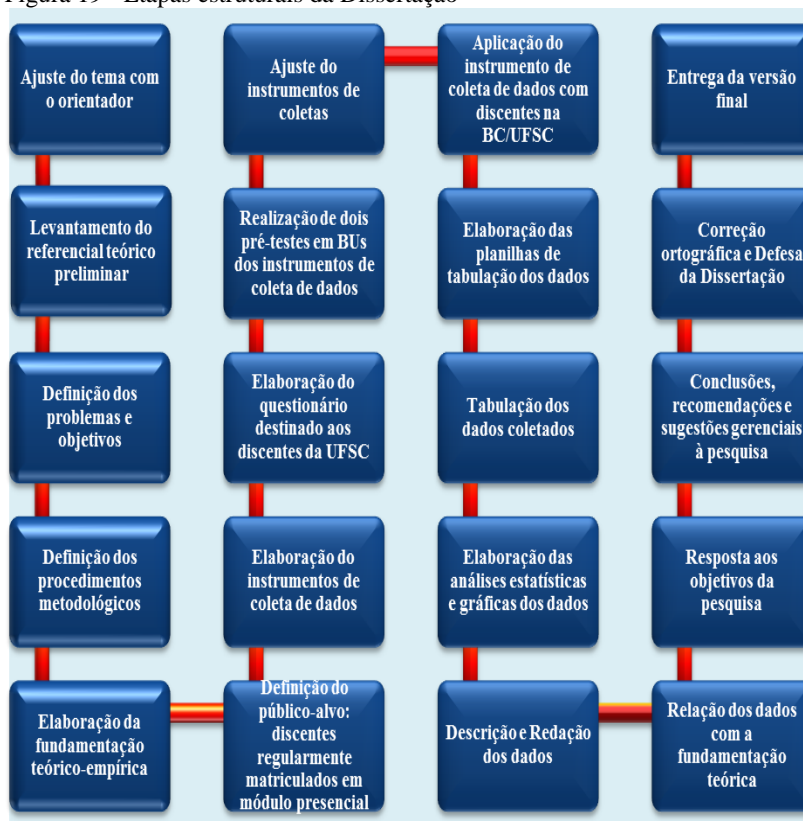 Figura 19 - Etapas estruturais da Dissertação
Ajuste do tema com
o orientador
Levantamento do
referencial teórico
preliminar
Definição dos
problemas e
objetivos
Definição dos
procedimentos
metodológicos
Elaboração da
fundamentação
teórico-empírica
Definição do
público-alvo:
discentes
regularmente
matriculados em
módulo presencial
Elaboração do
instrumentos de
coleta de dados
Elaboração do
questionário
destinado aos
discentes da UFSC
Realização de dois
pré-testes em BUs
dos instrumentos de
coleta de dados
Ajuste do
instrumentos de
coletas
Aplicação do
instrumento de
coleta de dados com
discentes na
BC/UFSC
Elaboração das
planilhas de
tabulação dos dados
Tabulação dos
dados coletados
Elaboração das
análises estatísticas
e gráficas dos dados
Descrição e Redação
dos dados
Relação dos dados
com a
fundamentação
teórica
Resposta aos
objetivos da
pesquisa
Conclusões,
recomendações e
sugestões gerenciais
à pesquisa
Correção
ortográfica e Defesa
da Dissertação
Entrega da versão
final